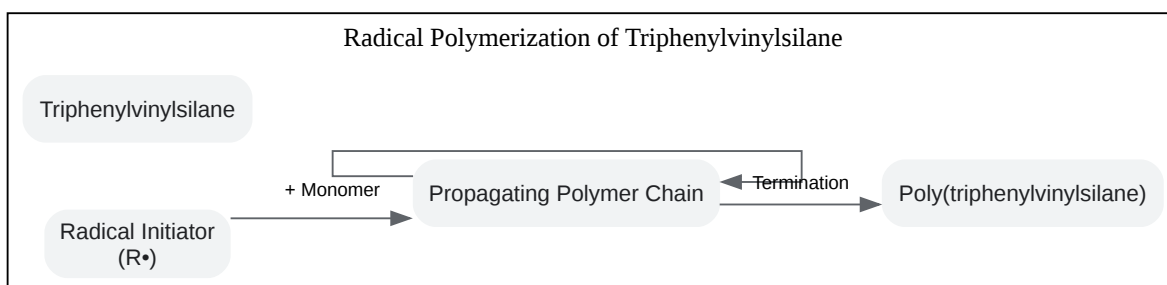 Radical Polymerization of Triphenylvinylsilane
Triphenylvinylsilane
+ Monomer
Propagating Polymer Chain
Termination
Poly(triphenylvinylsilane)
Radical Initiator
(R•)